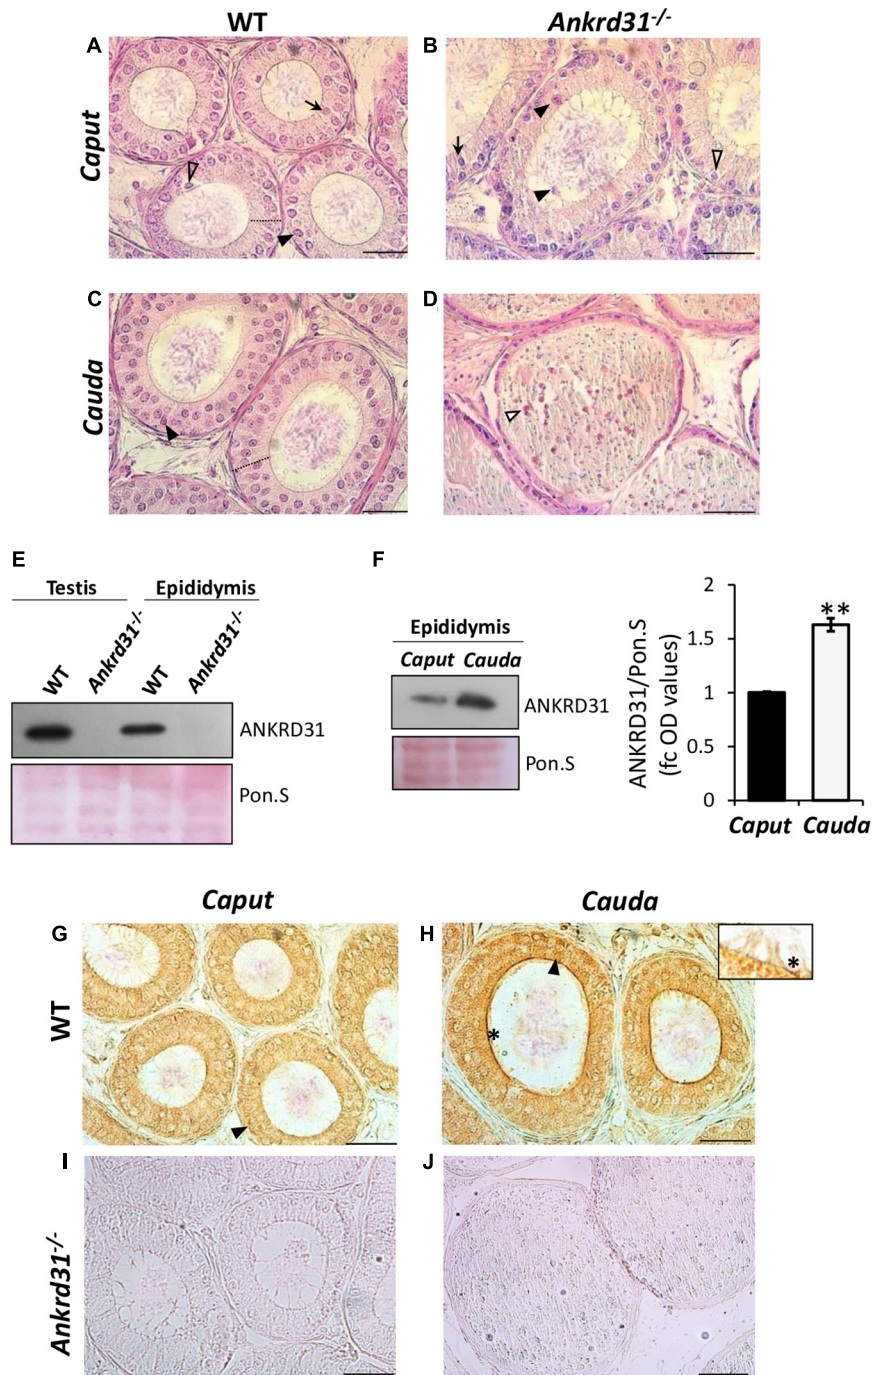 WT
Ankrd31-/-
A
B
Caput
C
D
Cauda
E
F
Testis
Epididymis
WT
Ankrd31-/-
WT
Ankrd31-/-
ANKRD31
Pon.S
Epididymis
Caput
Cauda
ANKRD31
Pon.S
ANKRD31/Pon.S
(fc OD values)
2
1.5
1
0.5
0
**
Caput
Cauda
Caput
Cauda
G
H
*
WT
*
I
J
Ankrd31-/-